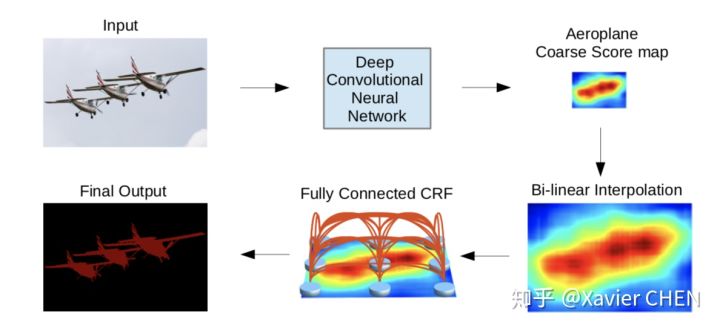 Input
Deep
Convolutional
Neural
Network
Aeroplane
Coarse Score map
Final Output
Fully Connected CRF
Bi-linear Interpolation
知乎 @Xavier CHEN